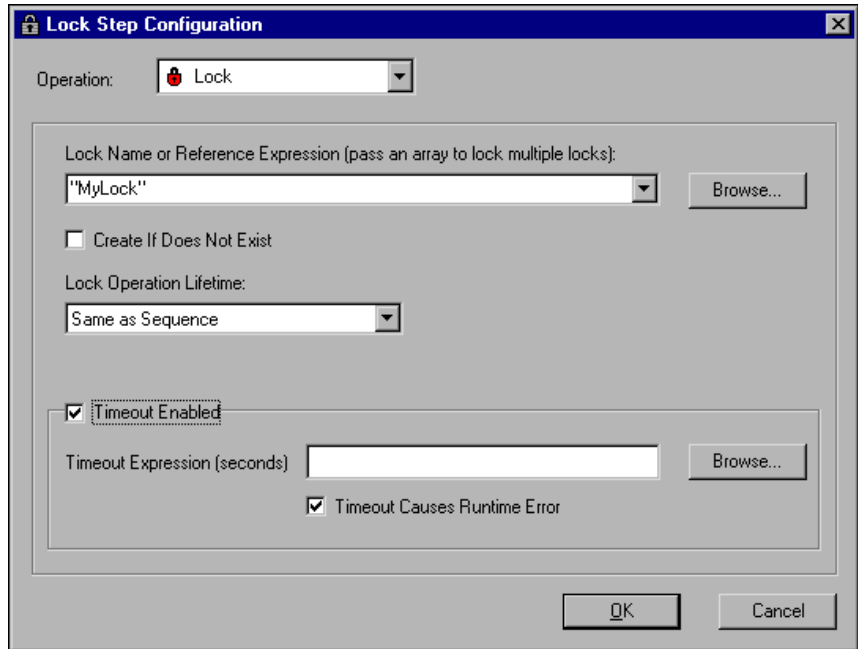 Lock Step Configuration
Operation: Lock
Lock Name or Reference Expression (pass an array to lock multiple locks):
"MyLock" Browse...
Create If Does Not Exist
Lock Operation Lifetime:
Same as Sequence
Timeout Enabled
Timeout Expression (seconds) Browse...
Timeout Causes Runtime Error
OK Cancel